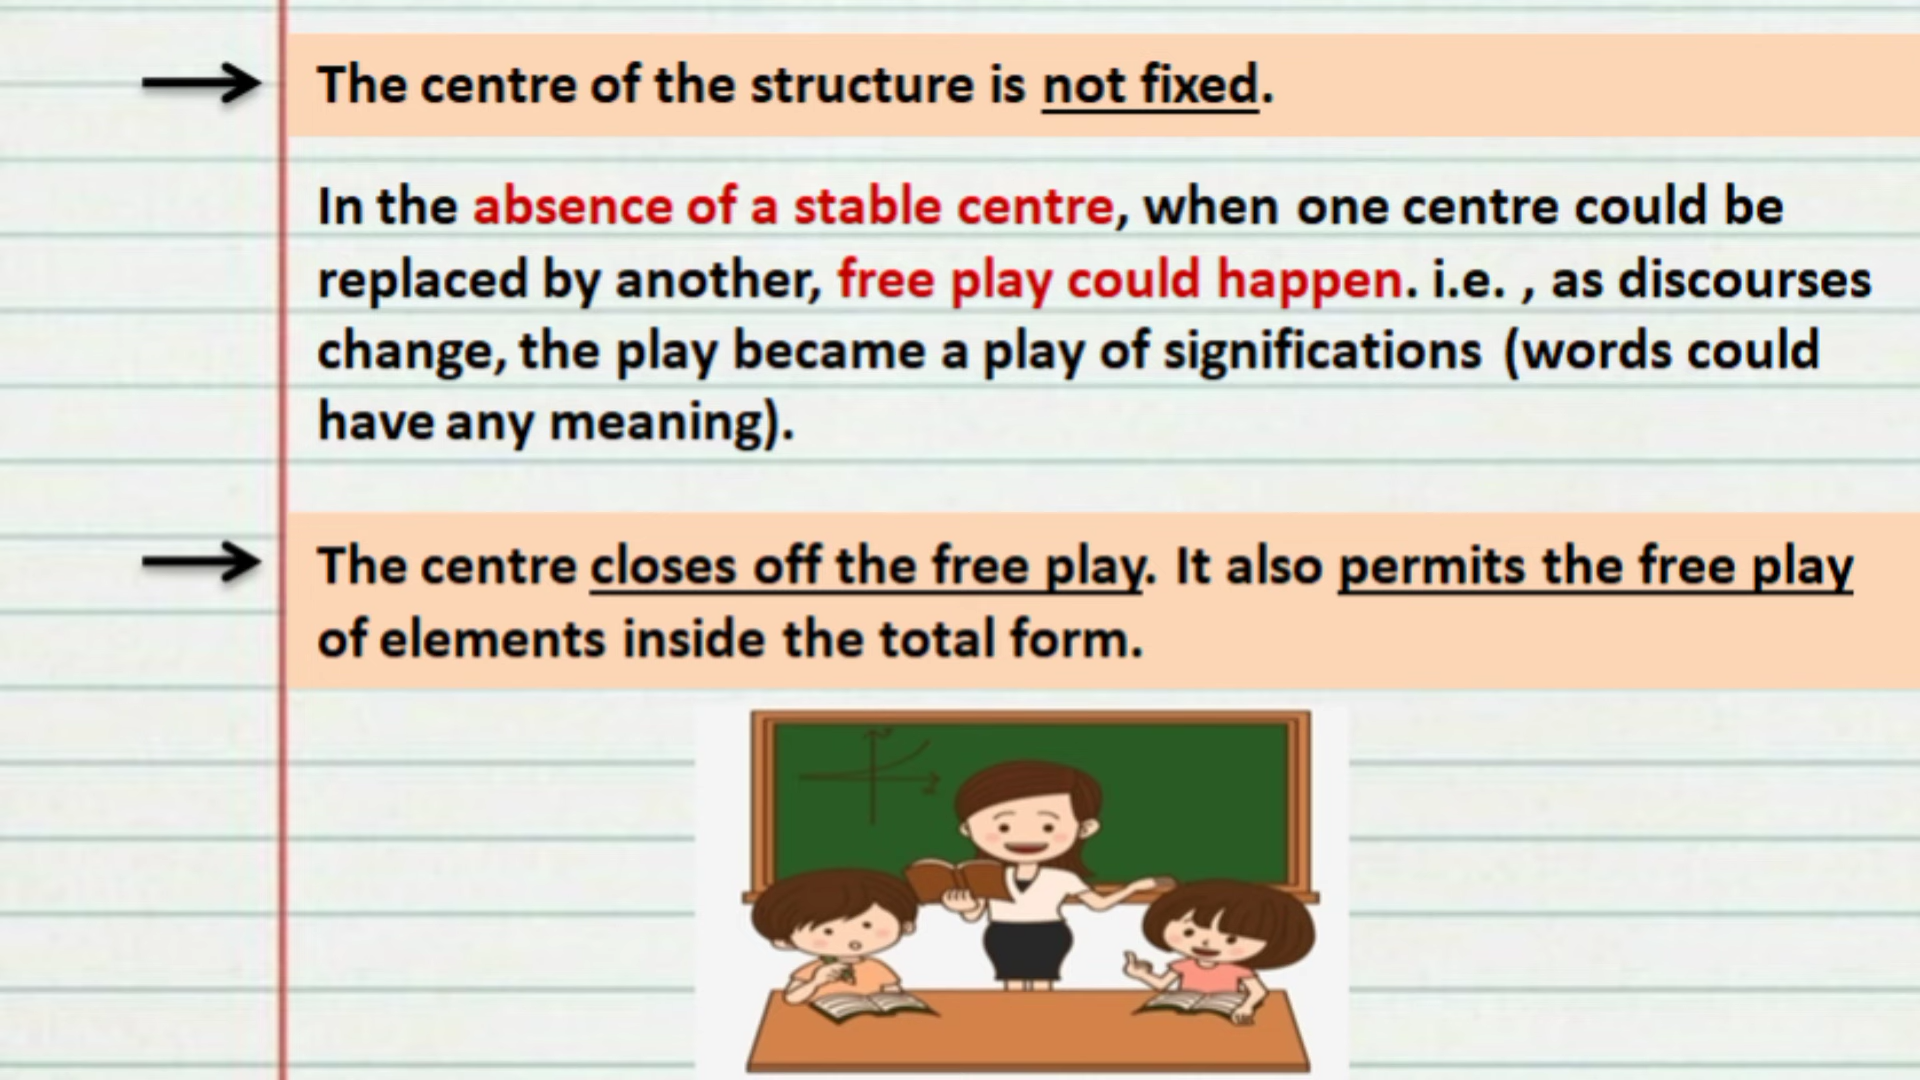 The centre of the structure is not fixed.
In the absence of a stable centre, when one centre could be
replaced by another, free play could happen. i.e. , as discourses
change, the play became a play of significations (words could
have any meaning).
The centre closes off the free play. It also permits the free play
of elements inside the total form.